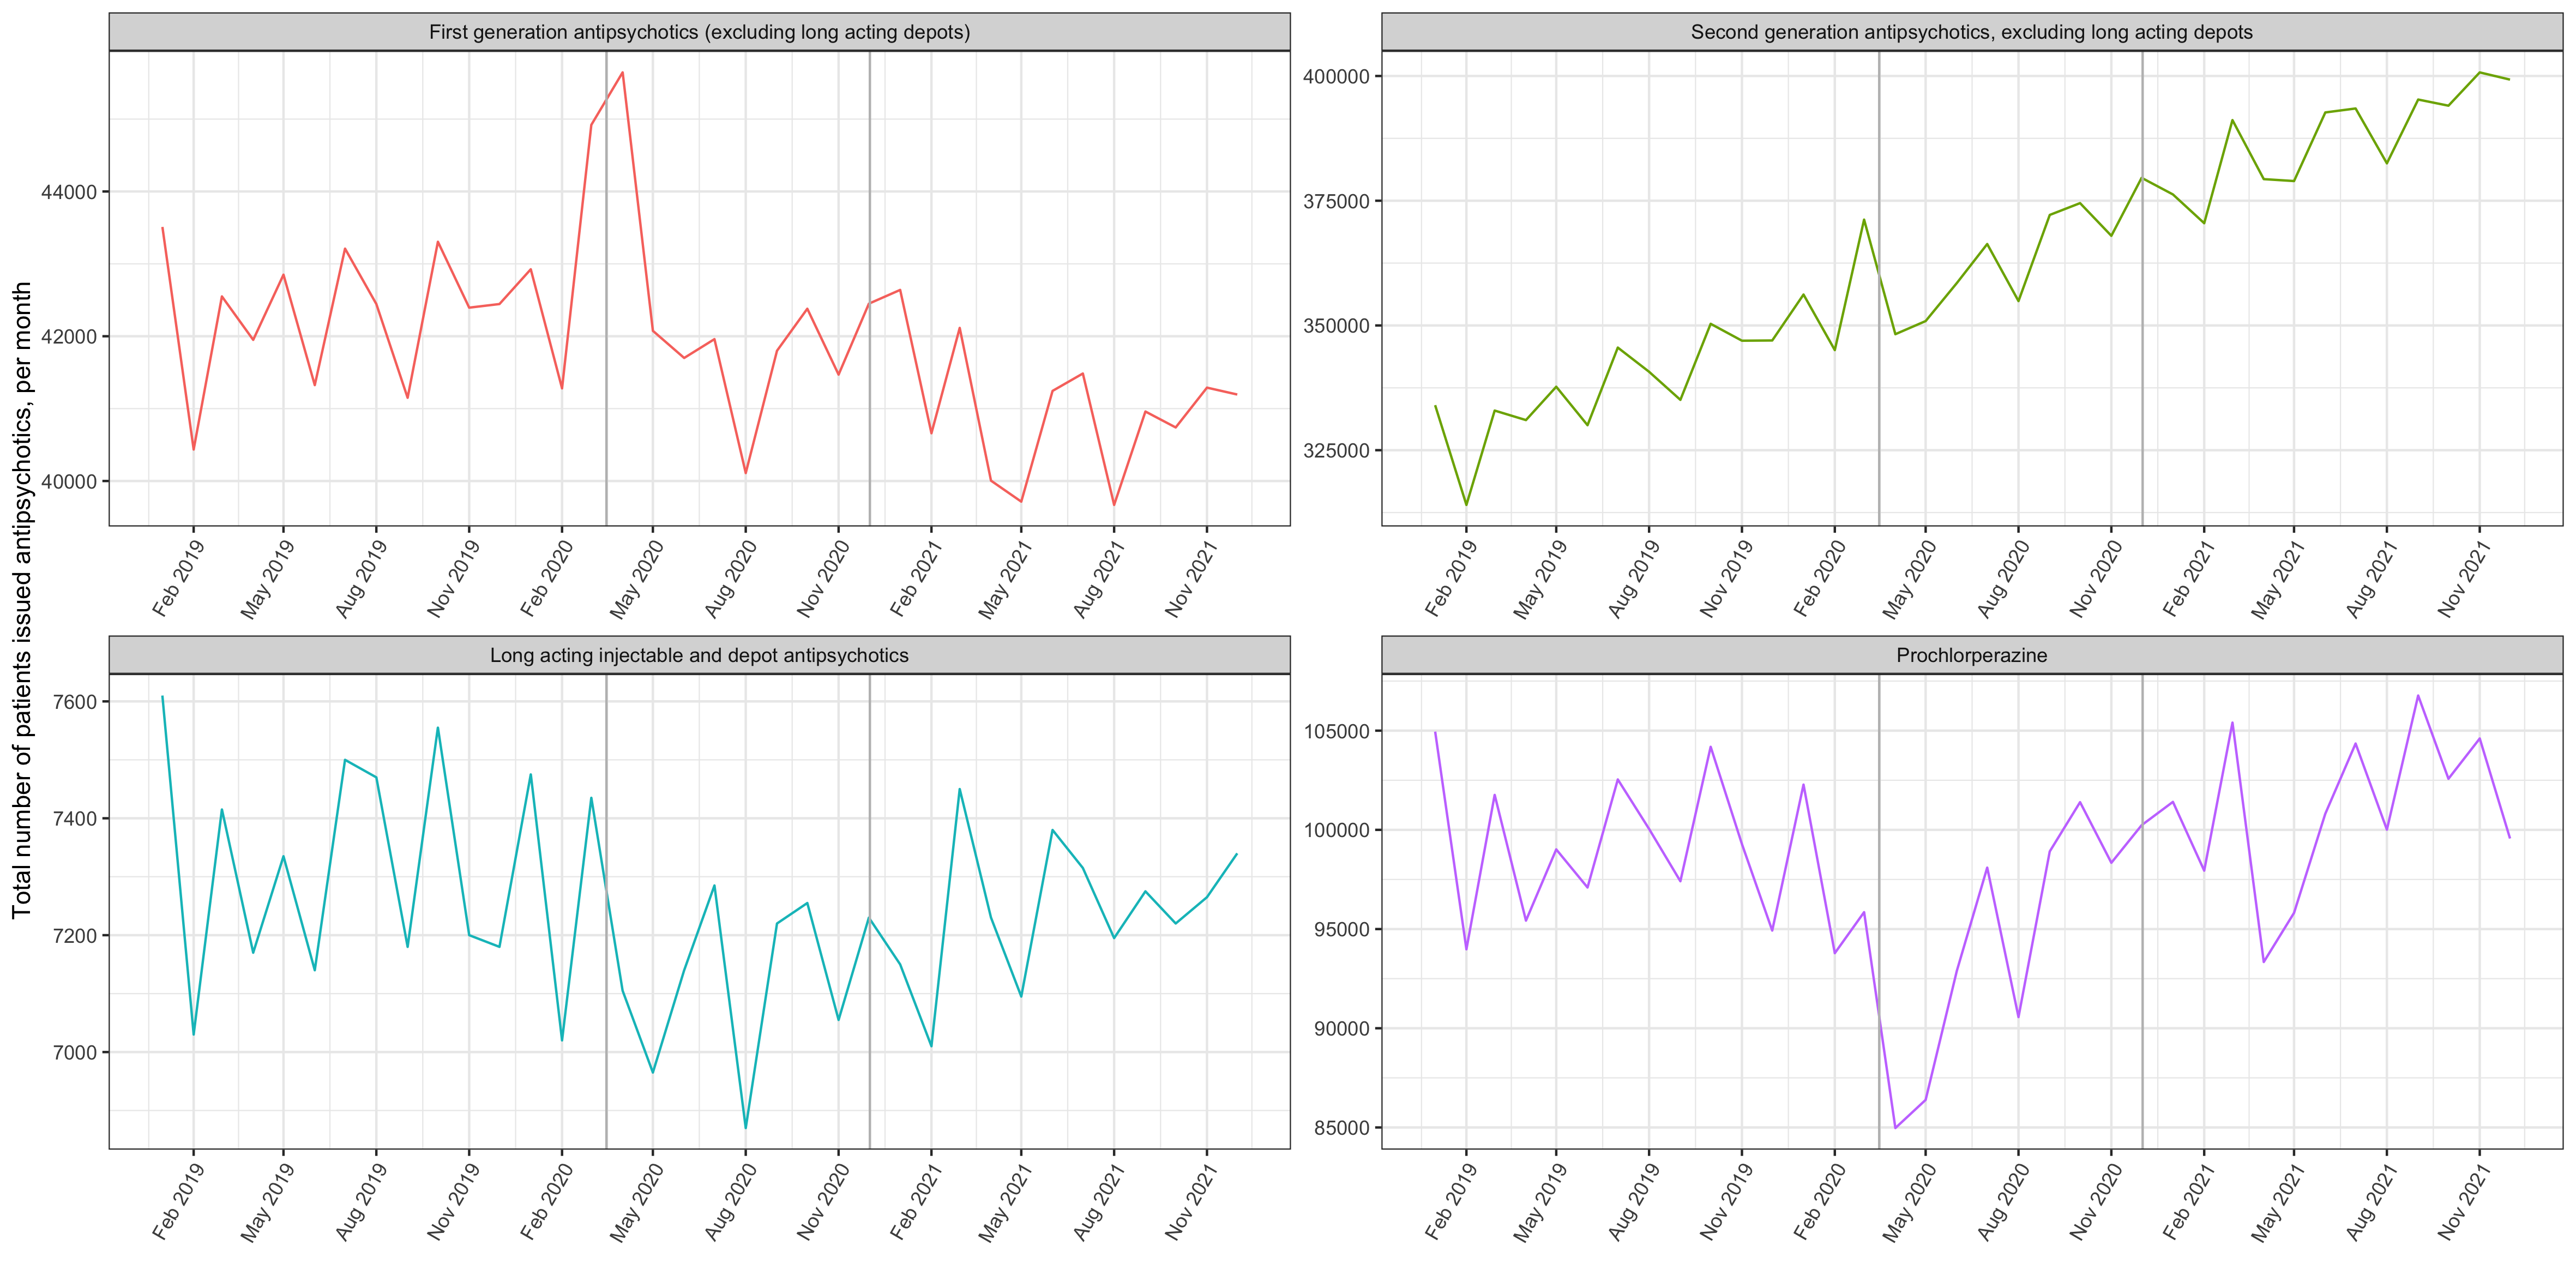 Total number of patients issued antipsychotics, per month
First generation antipsychotics (excluding long acting depots)
44000
42000
40000
Feb 2019
May 2019
Aug 2019
Nov 2019
Feb 2020
May 2020
Aug 2020
Nov 2020
Feb 2021
May 2021
Aug 2021
Nov 2021
Second generation antipsychotics, excluding long acting depots
400000
375000
350000
325000
Feb 2019
May 2019
Aug 2019
Nov 2019
Feb 2020
May 2020
Aug 2020
Nov 2020
Feb 2021
May 2021
Aug 2021
Nov 2021
Long acting injectable and depot antipsychotics
7600
7400
7200
7000
Feb 2019
May 2019
Aug 2019
Nov 2019
Feb 2020
May 2020
Aug 2020
Nov 2020
Feb 2021
May 2021
Aug 2021
Nov 2021
Prochlorperazine
105000
100000
95000
90000
85000
Feb 2019
May 2019
Aug 2019
Nov 2019
Feb 2020
May 2020
Aug 2020
Nov 2020
Feb 2021
May 2021
Aug 2021
Nov 2021